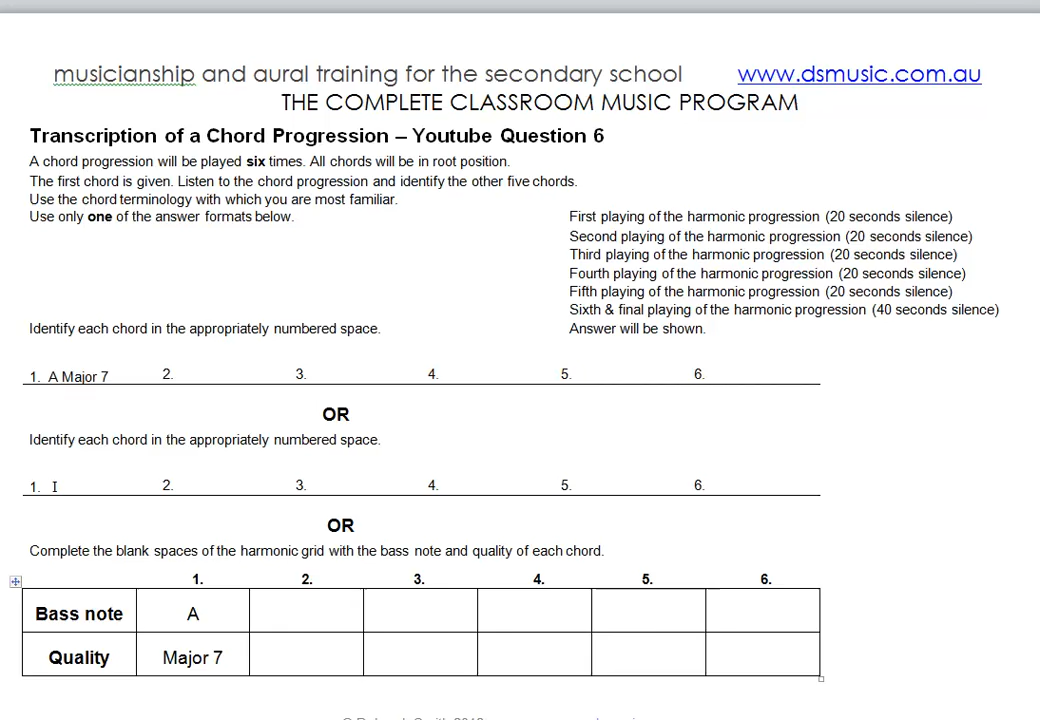 musicianship and aural training for the secondary school www.dsmusic.com.au
THE COMPLETE CLASSROOM MUSIC PROGRAM
Transcription of a Chord Progression – Youtube Question 6
A chord progression will be played six times. All chords will be in root position.
The first chord is given. Listen to the chord progression and identify the other five chords.
Use the chord terminology with which you are most familiar.
Use only one of the answer formats below.
First playing of the harmonic progression (20 seconds silence)
Second playing of the harmonic progression (20 seconds silence)
Third playing of the harmonic progression (20 seconds silence)
Fourth playing of the harmonic progression (20 seconds silence)
Fifth playing of the harmonic progression (20 seconds silence)
Sixth & final playing of the harmonic progression (40 seconds silence)
Answer will be shown.
Identify each chord in the appropriately numbered space.
1. A Major 7 2. 3. 4. 5. 6.
OR
Identify each chord in the appropriately numbered space.
1. I 2. 3. 4. 5. 6.
OR
Complete the blank spaces of the harmonic grid with the bass note and quality of each chord.
1. 2. 3. 4. 5. 6.
Bass note A
Quality Major 7